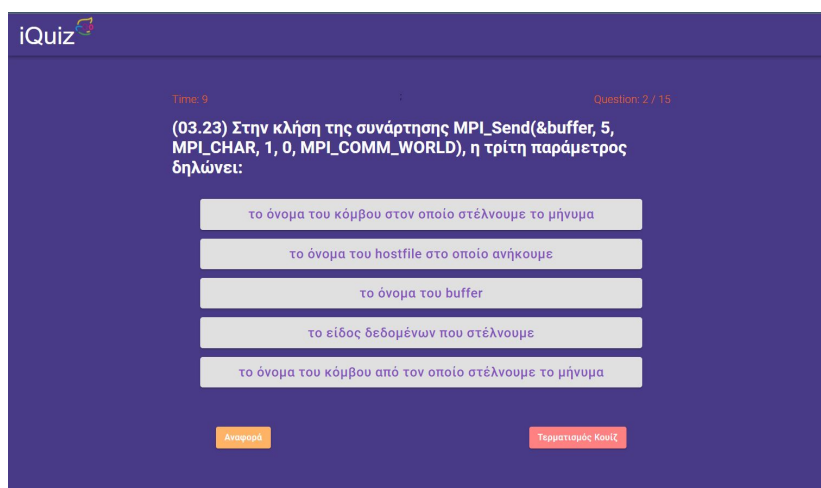 iQuiz
Time: 9
Question: 2 / 15
(03.23) Στην κλήση της συνάρτησης MPI_Send(&buffer, 5,
MPI_CHAR, 1, 0, MPI_COMM_WORLD), η τρίτη παράμετρος
δηλώνει:
το όνομα του κόμβου στον οποίο στέλνουμε το μήνυμα
το όνομα του hostfile στο οποίο ανήκουμε
το όνομα του buffer
το είδος δεδομένων που στέλνουμε
το όνομα του κόμβου από τον οποίο στέλνουμε το μήνυμα
Αναφορά
Τερματισμός Κουίζ